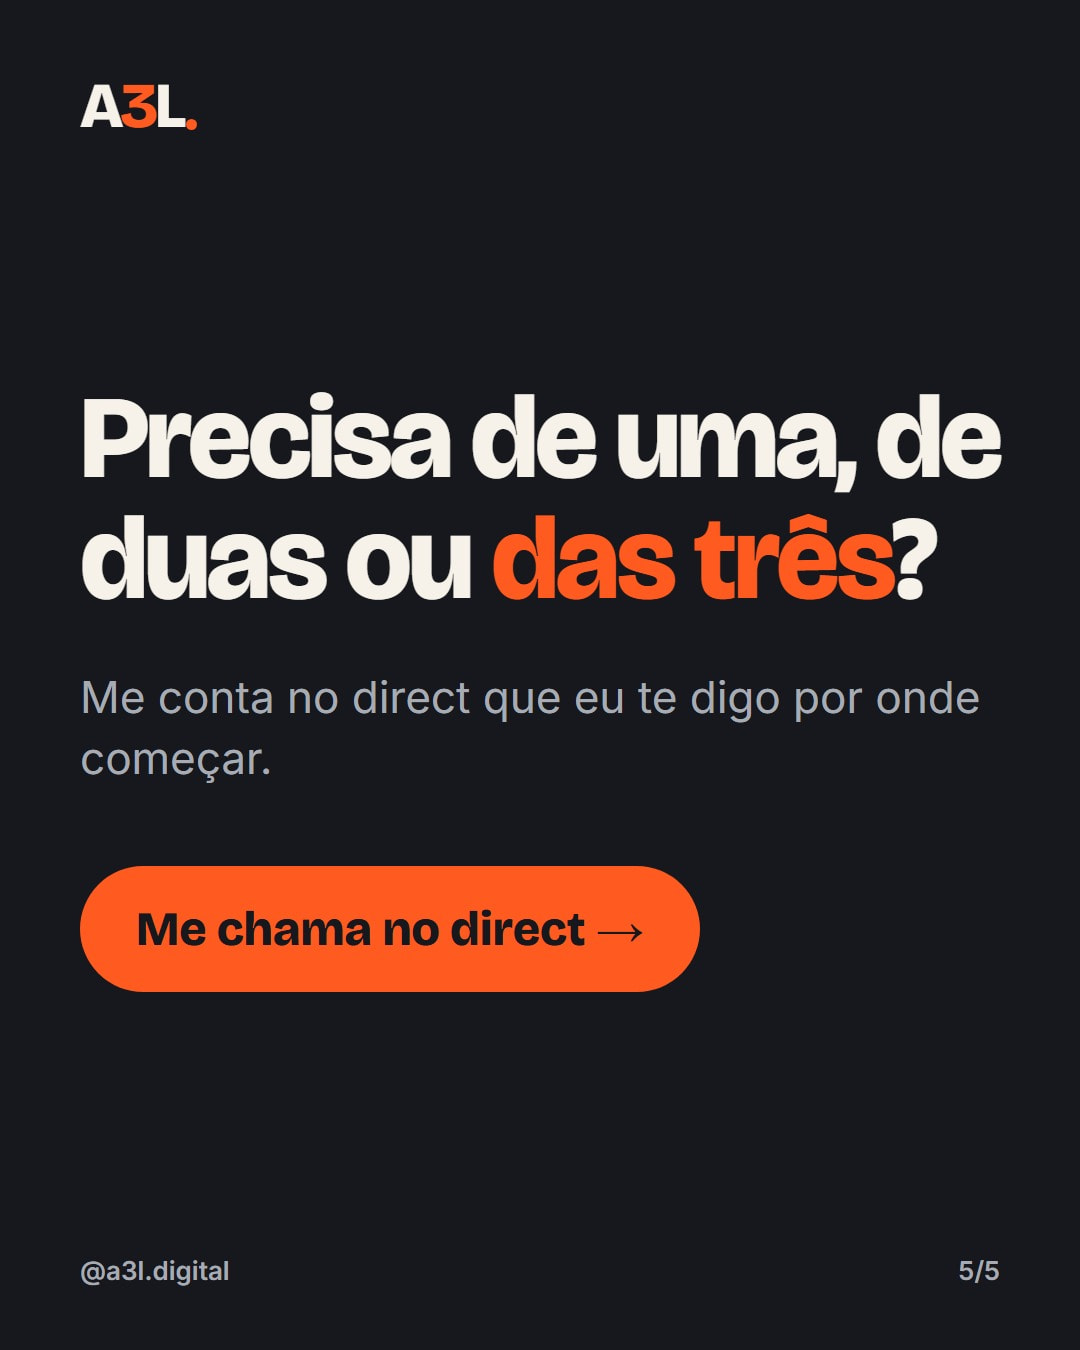 A3L.
Precisa de uma, de
duas ou das três?
Me conta no direct que eu te digo por onde
começar.
Me chama no direct →
@a3l.digital
5/5